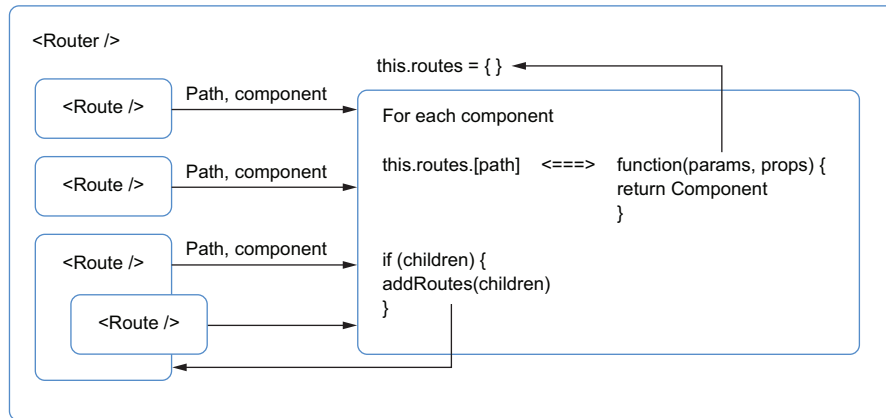 <Router />
this.routes = { }
<Route />
Path, component
For each component
<Route />
Path, component
this.routes.[path] <===> function(params, props) {
return Component
}
<Route />
Path, component
if (children) {
addRoutes(children)
}
<Route />